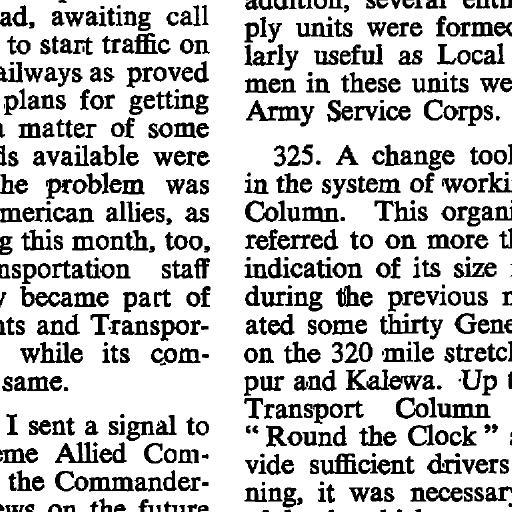 ad, awaiting call
to start traffic on
ailways as proved
plans for getting
matter of some
ds available were
he problem was
merican allies, as
g this month, too,
nsportation staff
became part of
nts and Transpor-
while its com-
same.
I sent a signal to
eme Allied Com-
the Commander-
ews on the future
addition, several
ply units were formed
larly useful as Local
men in these units we
Army Service Corps.
325. A change took
in the system of worki
Column. This organi
referred to on more th
indication of its size
during the previous
ated some thirty Gene
on the 320 mile stretch
pur and Kalewa. Up
Transport Column
"Round the Clock"
vide sufficient drivers
ning, it was necessary